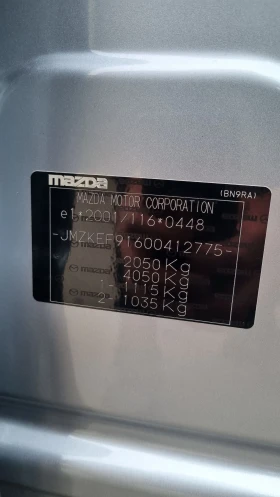 mazda
(BN9RA)
MAZDA MOTOR CORPORATION
e1*2001/116*0448
-JMZKEF91600412775-
2050 Kg
4050 Kg
1- 1115 Kg
2- 1035 Kg